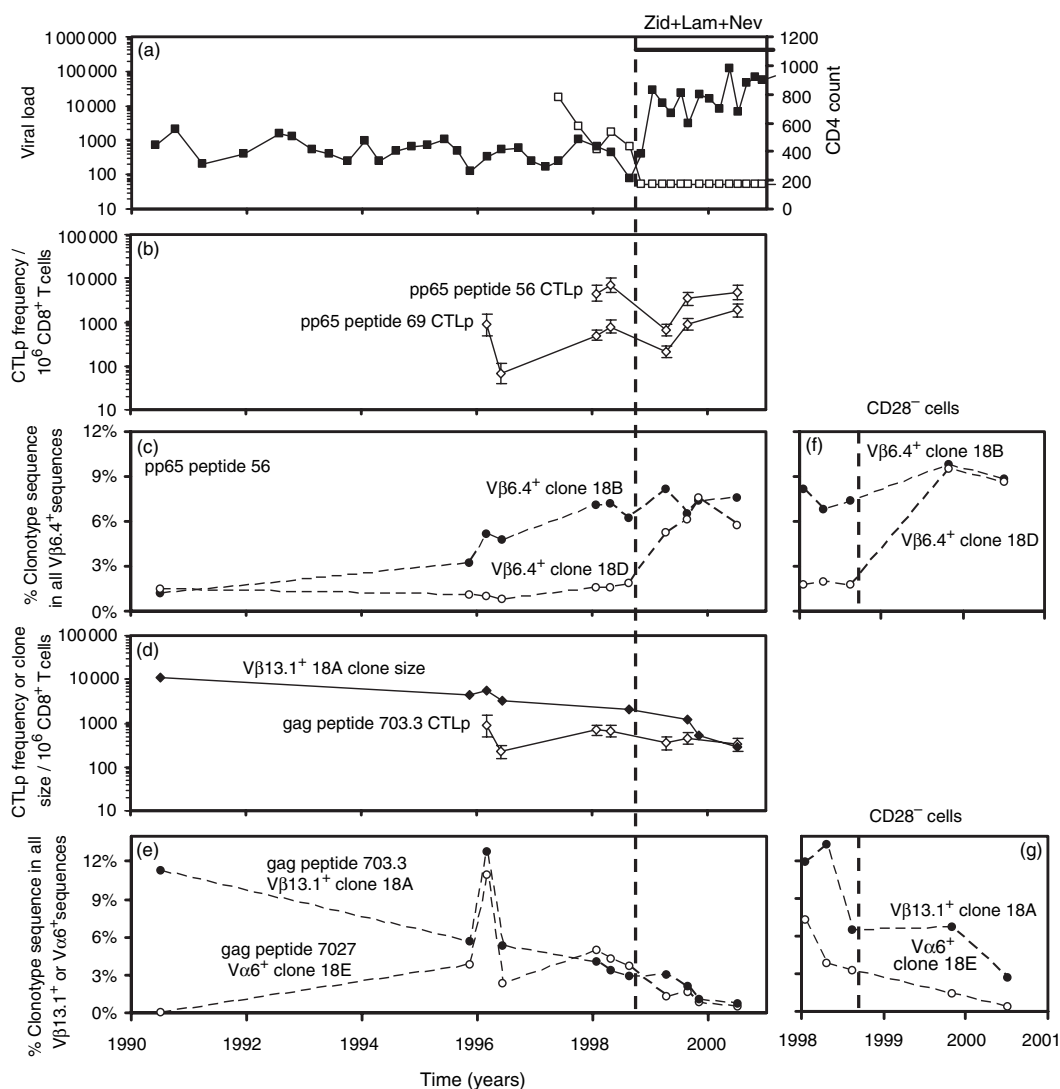 Zid+Lam+Nev
(a)
Viral load
1 000 000
100 000
10 000
1000
100
10
CD4 count
1200
1000
800
600
400
200
0
(b)
CTLp frequency /
10⁶ CD8⁺ T cells
100 000
10000
1000
100
10
pp65 peptide 56 CTLp
pp65 peptide 69 CTLp
(c)
% Clonotype sequence
in all Vβ6.4⁺sequences
12%
9%
6%
3%
0%
pp65 peptide 56
Vβ6.4⁺ clone 18B
Vβ6.4⁺ clone 18D
CD28⁻ cells
(f)
Vβ6.4⁺ clone 18B
Vβ6.4⁺ clone 18D
(d)
CTLp frequency or clone
size / 10⁶ CD8⁺ T cells
100 000
10000
1000
100
10
Vβ13.1⁺ 18A clone size
gag peptide 703.3 CTLp
(e)
% Clonotype sequence in all
Vβ13.1⁺ or Vα6⁺sequences
12%
9%
6%
3%
0%
gag peptide 703.3
Vβ13.1⁺ clone 18A
gag peptide 7027
Vα6⁺ clone 18E
1990 1992 1994 1996 1998 2000
Time (years)
CD28⁻ cells
(g)
Vβ13.1⁺ clone 18A
Vα6⁺
clone 18E
1998 1999 2000 2001